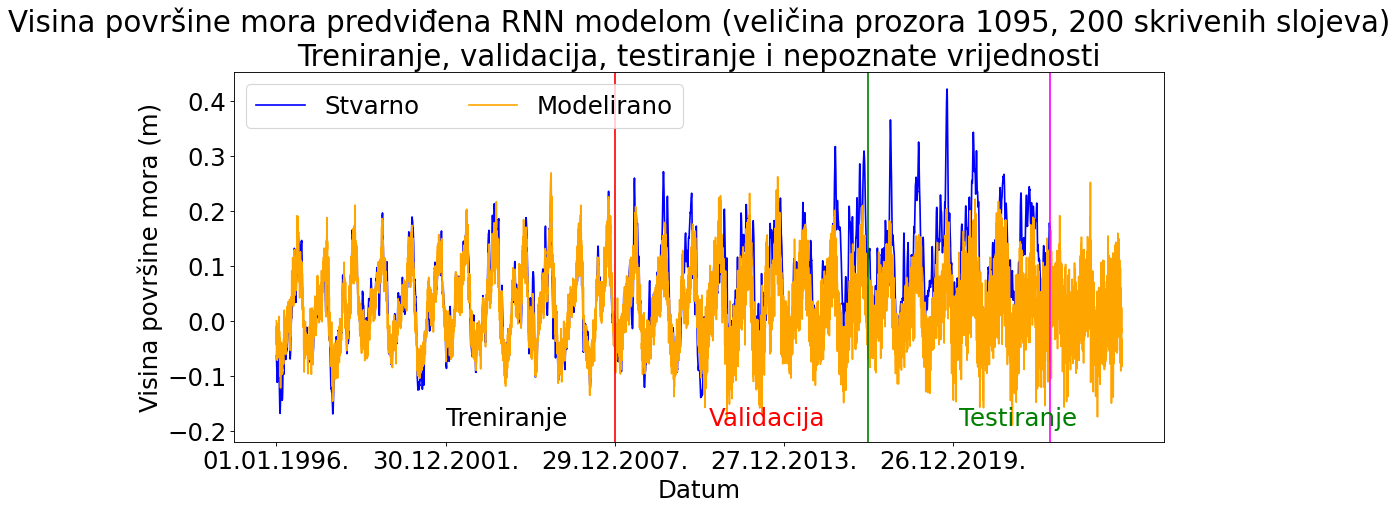 Visina površine mora predviđena RNN modelom (veličina prozora 1095, 200 skrivenih slojeva)
Treniranje, validacija, testiranje i nepoznate vrijednosti
Stvarno
Modelirano
Visina površine mora (m)
0.4
0.3
0.2
0.1
0.0
−0.1
−0.2
Treniranje
Validacija
Testiranje
01.01.1996.
30.12.2001.
29.12.2007.
27.12.2013.
26.12.2019.
Datum